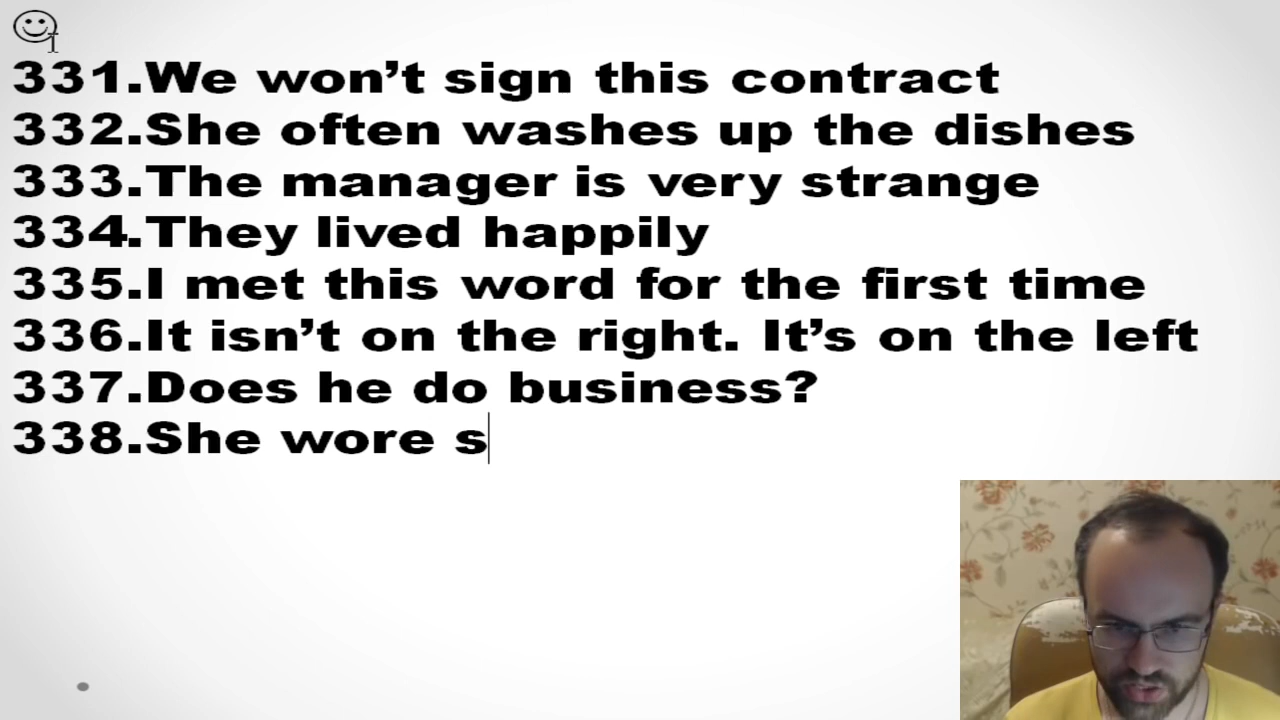 331.We won’t sign this contract
332.She often washes up the dishes
333.The manager is very strange
334.They lived happily
335.I met this word for the first time
336.It isn’t on the right. It’s on the left
337.Does he do business?
338.She wore s